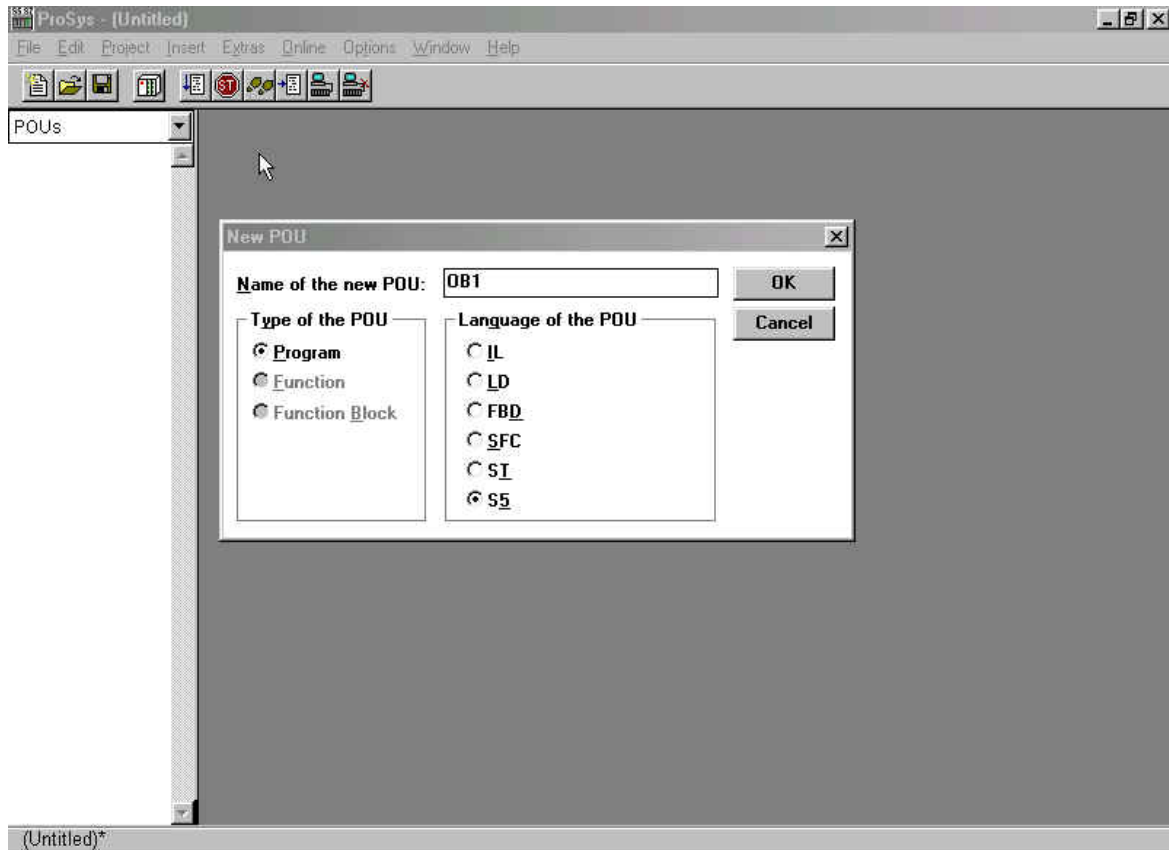 ProSys - (Untitled)
File Edit Project Insert Extras Online Options Window Help
ST
POUs
New POU
Name of the new POU: OB1
OK
Cancel
Type of the POU
Program
Function
Function Block
Language of the POU
IL
LD
FBD
SFC
ST
S5
(Untitled)*